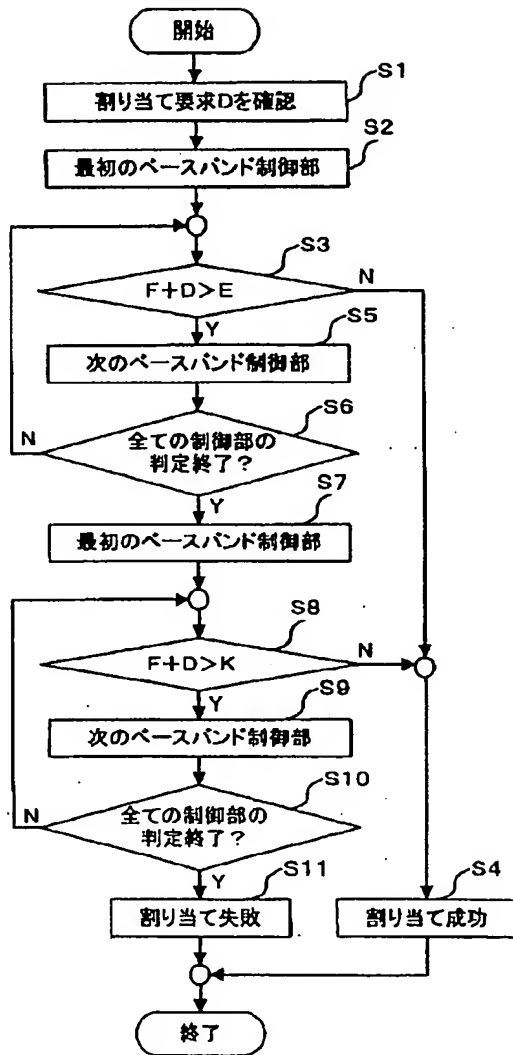 開始
S1
割り当て要求Dを確認
S2
最初のベースバンド制御部
S3
F+D>E
N
Y
S5
次のベースバンド制御部
S6
全ての制御部の
判定終了？
N
Y
S7
最初のベースバンド制御部
S8
F+D>K
N
Y
S9
次のベースバンド制御部
S10
全ての制御部の
判定終了？
N
Y
S11
割り当て失敗
S4
割り当て成功
終了